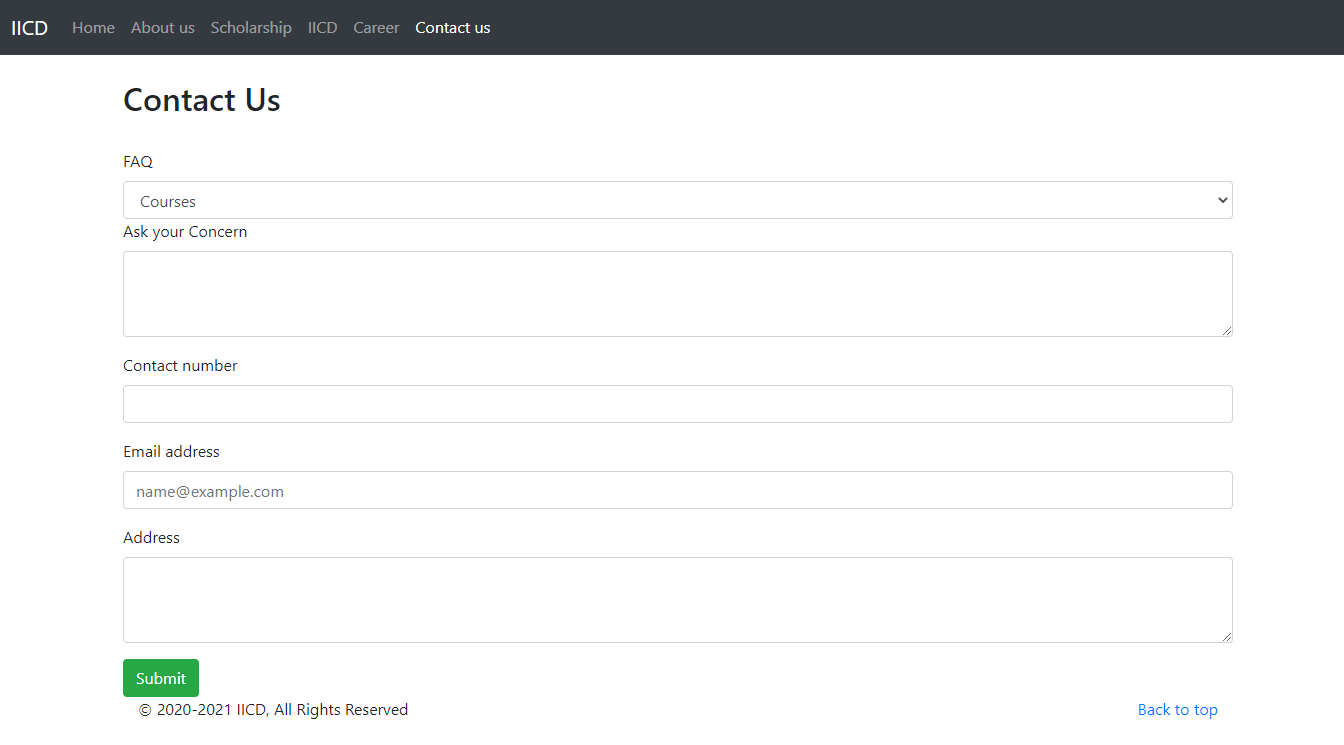 IICD Home About us Scholarship IICD Career Contact us
Contact Us
FAQ
Courses
Ask your Concern
Contact number
Email address
name@example.com
Address
Submit
© 2020-2021 IICD, All Rights Reserved Back to top